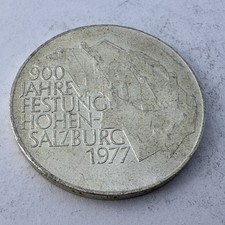 900
JAHRE
FESTUNG
HOHEN-
SALZBURG
1977